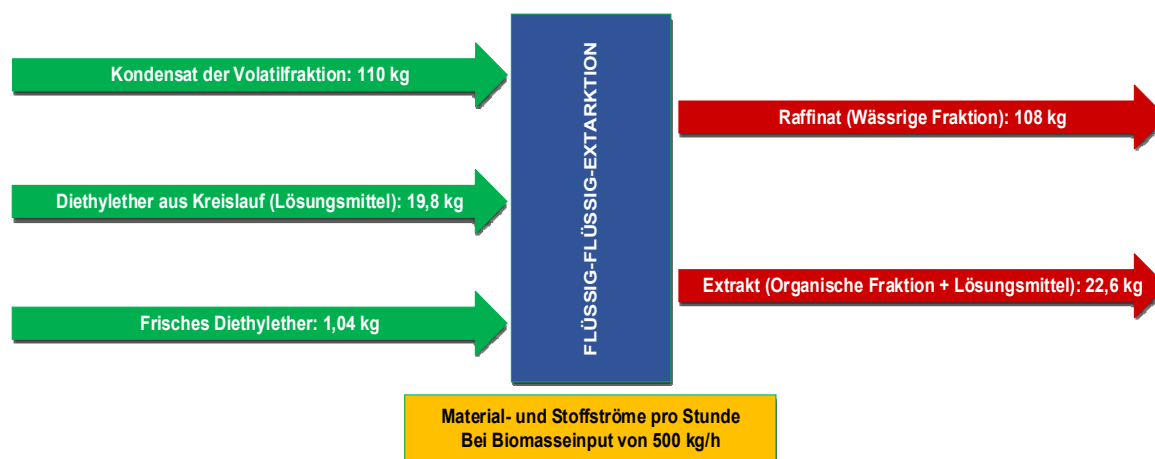 Kondensat der Volatilfraktion: 110 kg
Diethylether aus Kreislauf (Lösungsmittel): 19,8 kg
Frisches Diethylether: 1,04 kg
FLÜSSIG-FLÜSSIG-EXTARKTION
Raffinat (Wässrige Fraktion): 108 kg
Extrakt (Organische Fraktion + Lösungsmittel): 22,6 kg
Material- und Stoffströme pro Stunde
Bei Biomasseinput von 500 kg/h